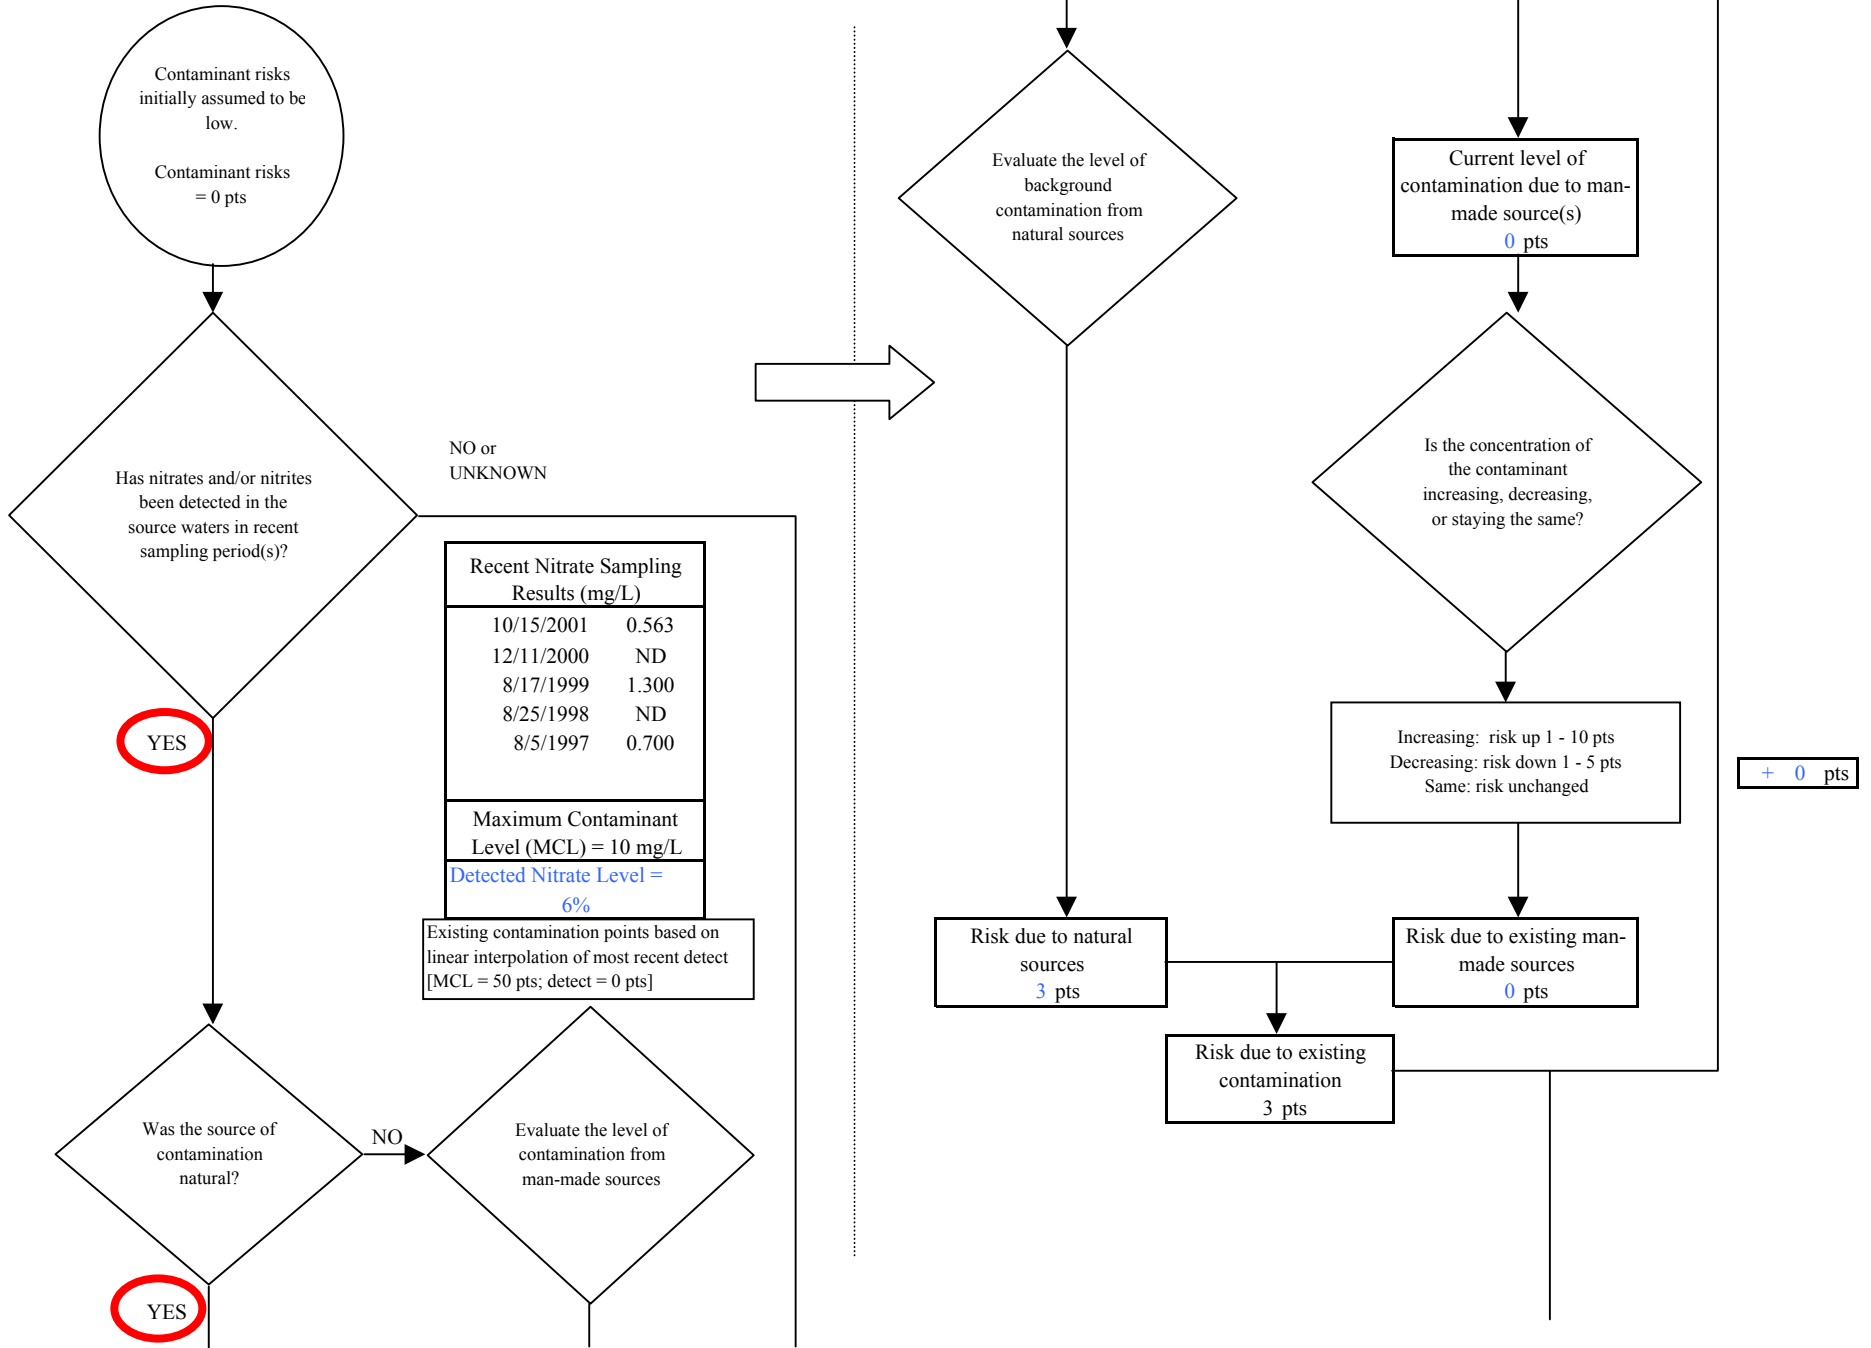 Contaminant risks
initially assumed to be
low.
Contaminant risks
= 0 pts
Has nitrates and/or nitrites
been detected in the
source waters in recent
sampling period(s)?
NO or
UNKNOWN
YES
Recent Nitrate Sampling
Results (mg/L)
10/15/2001 0.563
12/11/2000 ND
8/17/1999 1.300
8/25/1998 ND
8/5/1997 0.700
Maximum Contaminant
Level (MCL) = 10 mg/L
Detected Nitrate Level =
6%
Existing contamination points based on
linear interpolation of most recent detect
[MCL = 50 pts; detect = 0 pts]
Was the source of
contamination
natural?
NO
YES
Evaluate the level of
contamination from
man-made sources
Evaluate the level of
background
contamination from
natural sources
Current level of
contamination due to man-
made source(s)
0 pts
Is the concentration of
the contaminant
increasing, decreasing,
or staying the same?
Increasing: risk up 1 - 10 pts
Decreasing: risk down 1 - 5 pts
Same: risk unchanged
+ 0 pts
Risk due to natural
sources
3 pts
Risk due to existing man-
made sources
0 pts
Risk due to existing
contamination
3 pts